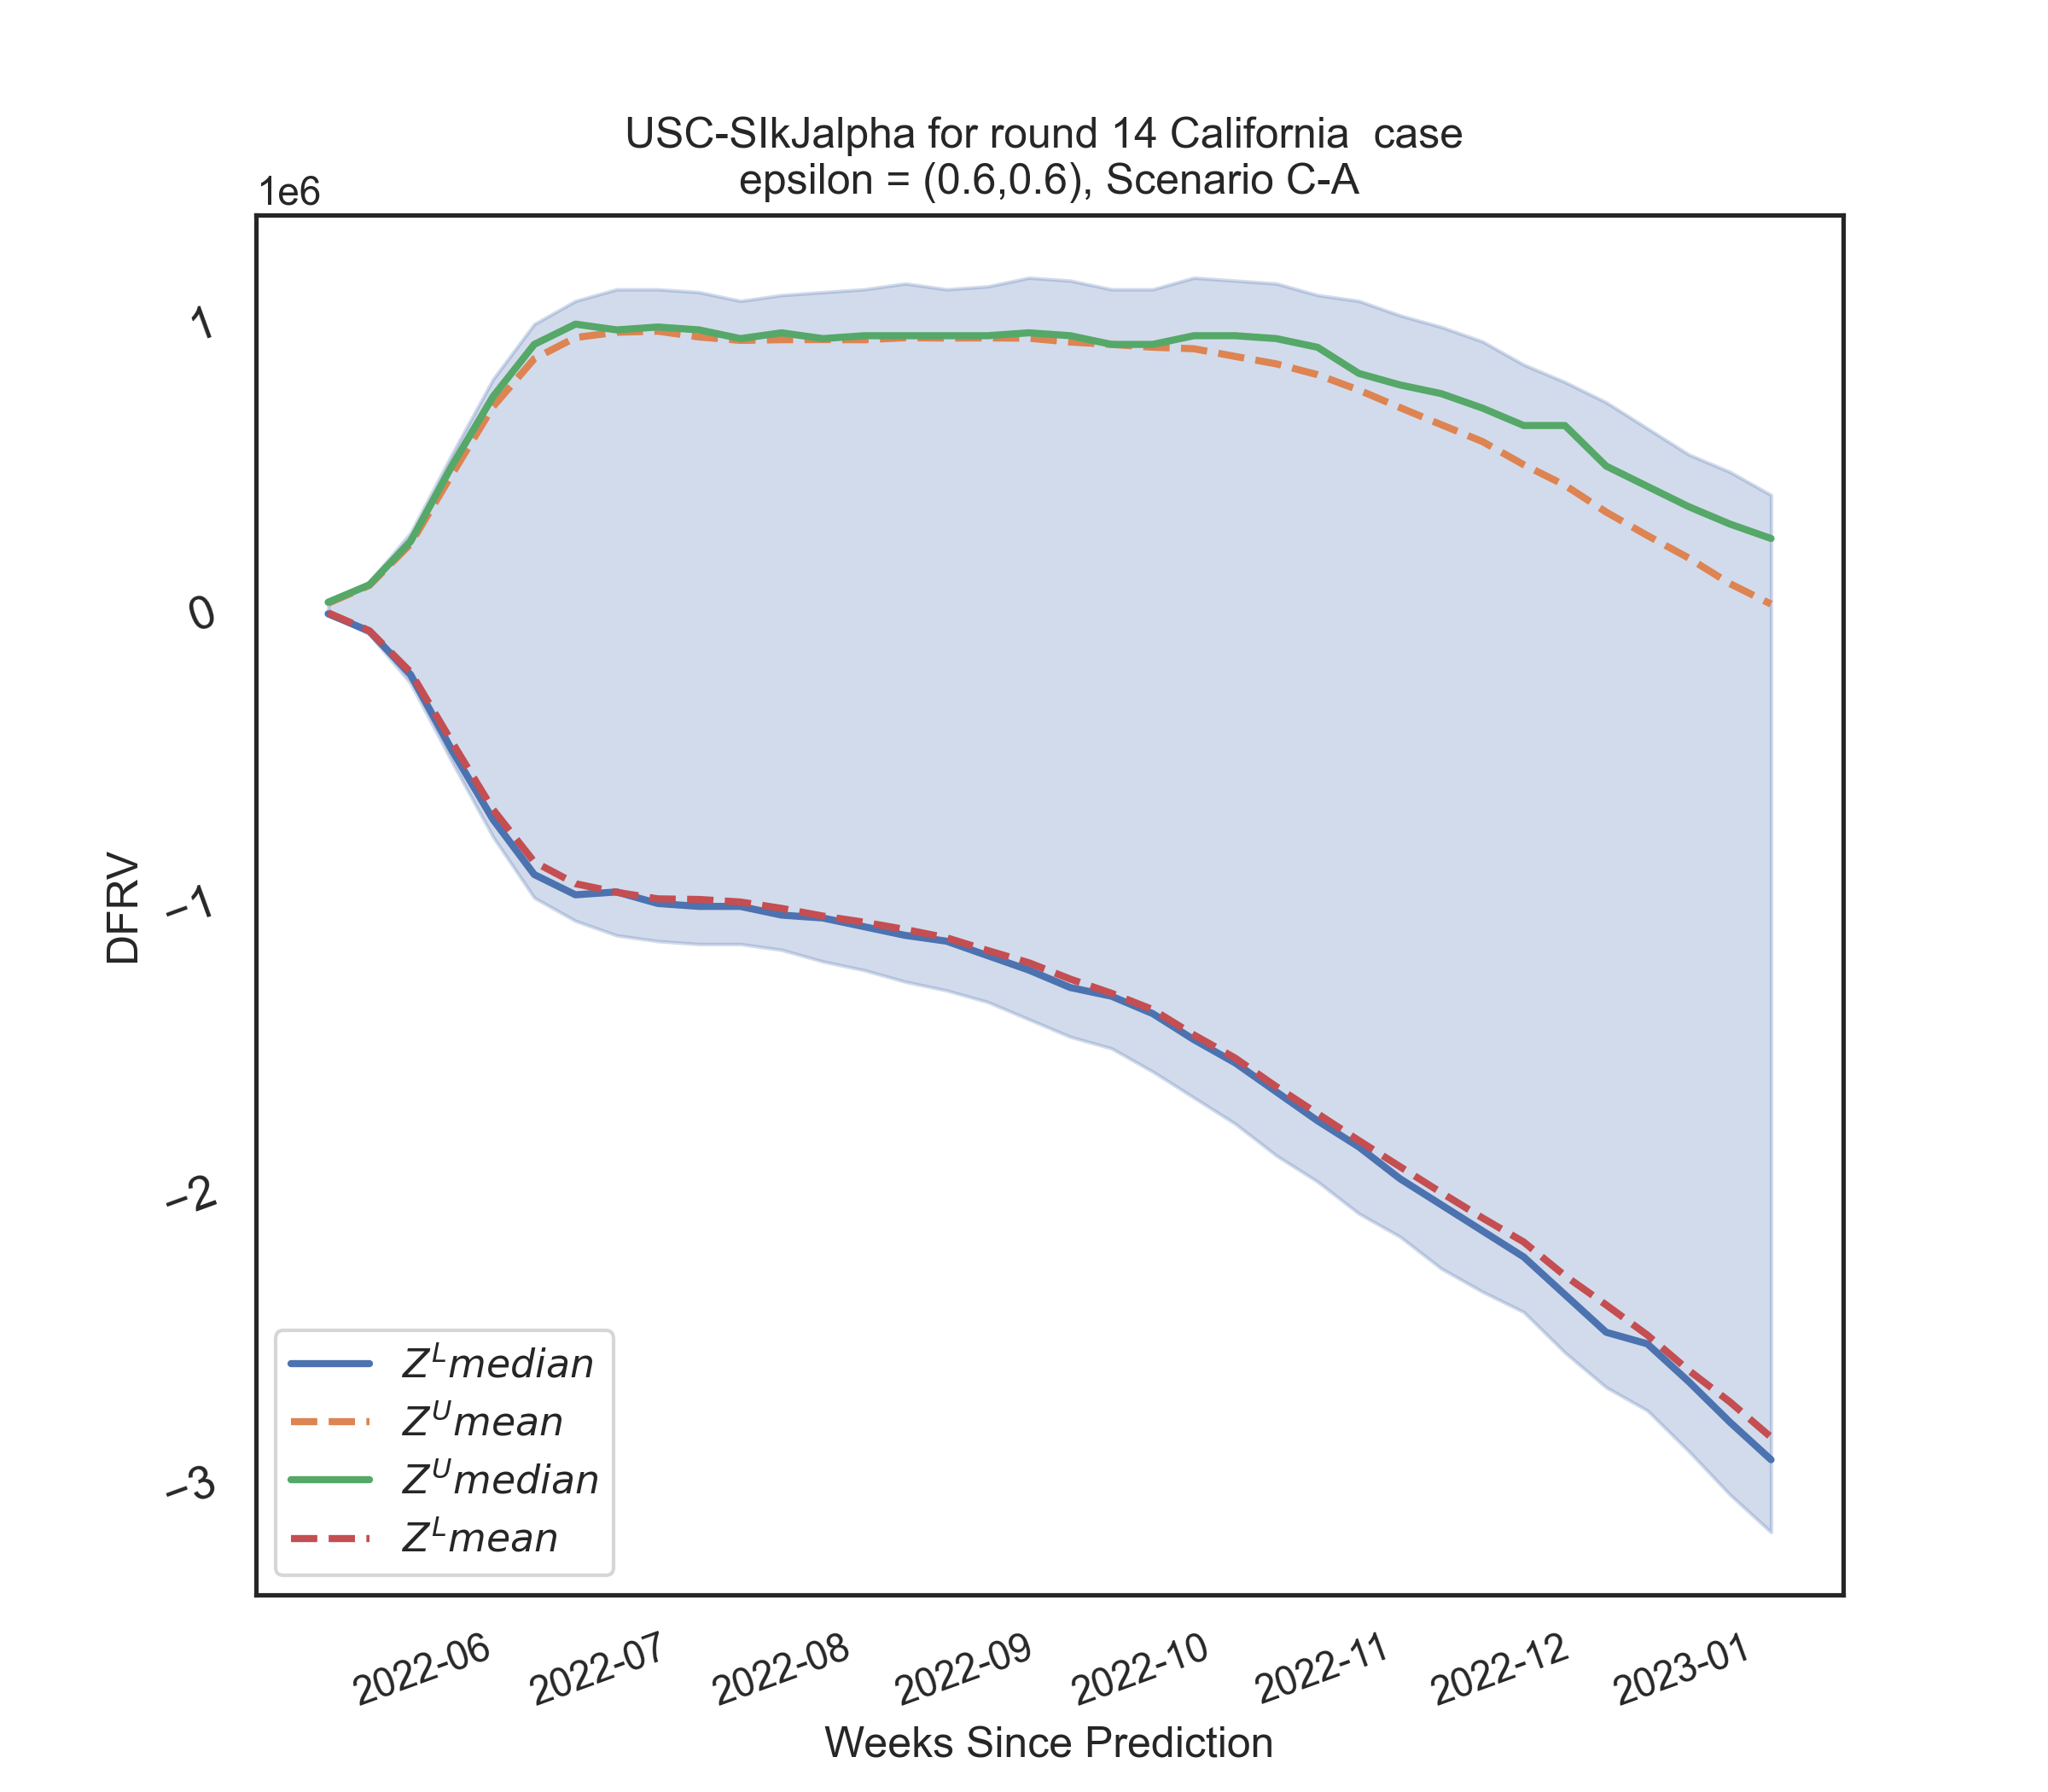 USC-SIkJalpha for round 14 California  case
epsilon = (0.6,0.6), Scenario C-A
1e6
1
0
−1
−2
−3
DFRV
Z^L median
Z^U mean
Z^U median
Z^L mean
2022-06 2022-07 2022-08 2022-09 2022-10 2022-11 2022-12 2023-01
Weeks Since Prediction